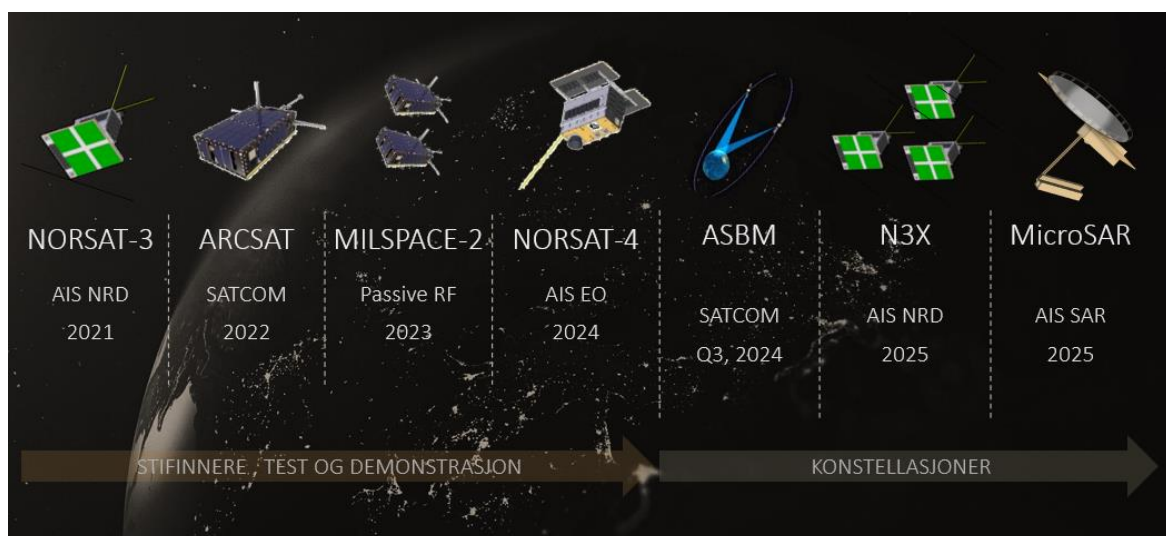 NORSAT-3
AIS NRD
2021
ARCSAT
SATCOM
2022
MILSPACE-2
Passive RF
2023
NORSAT-4
AIS EO
2024
ASBM
SATCOM
Q3, 2024
N3X
AIS NRD
2025
MicroSAR
AIS SAR
2025
STIFINNERE, TEST OG DEMONSTRASJON
KONSTELLASJONER